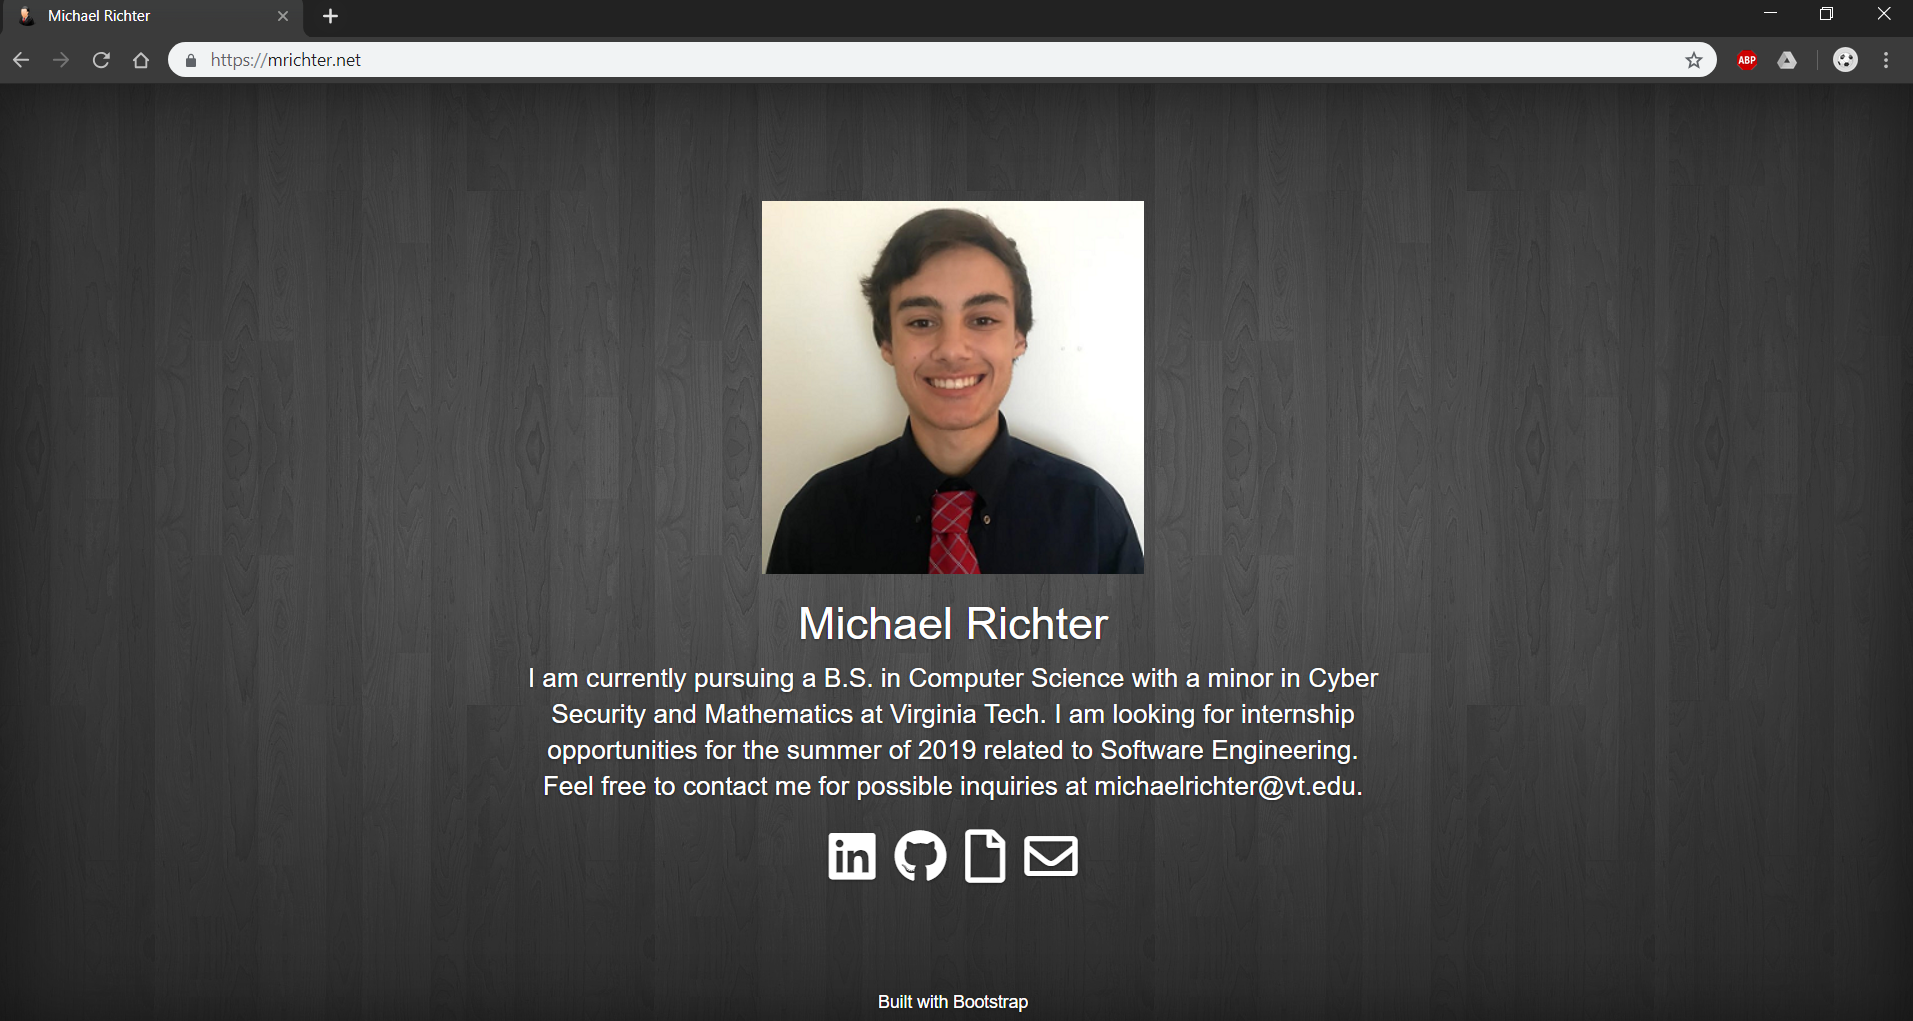 Michael Richter
https://mrichter.net
ABP
Michael Richter
I am currently pursuing a B.S. in Computer Science with a minor in Cyber
Security and Mathematics at Virginia Tech. I am looking for internship
opportunities for the summer of 2019 related to Software Engineering.
Feel free to contact me for possible inquiries at michaelrichter@vt.edu.
in
Built with Bootstrap